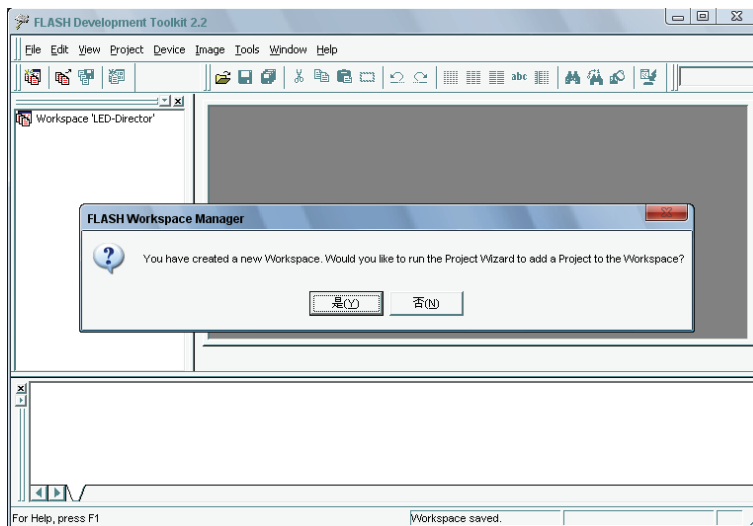 FLASH Development Toolkit 2.2
File Edit View Project Device Image Tools Window Help
abc
Workspace 'LED-Director'
FLASH Workspace Manager
You have created a new Workspace. Would you like to run the Project Wizard to add a Project to the Workspace?
是(Y) 否(N)
For Help, press F1 Workspace saved.